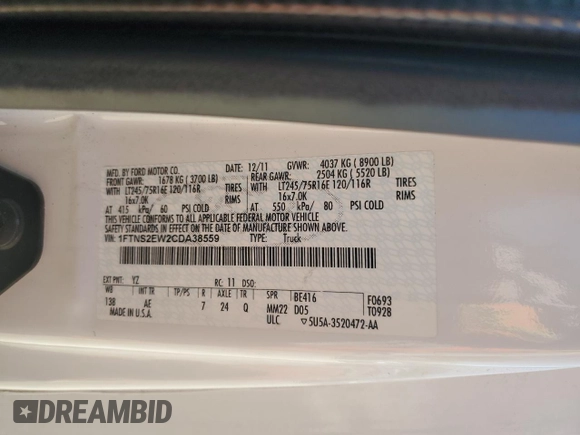 MFD. BY FORD MOTOR CO.
DATE: 12/11 GVWR: 4037 KG ( 8900 LB)
FRONT GAWR: 1678 KG ( 3700 LB) REAR GAWR: 2504 KG ( 5520 LB)
WITH LT245/75R16E 120/116R TIRES WITH LT245/75R16E 120/116R TIRES
16x7.0K RIMS 16x7.0K RIMS
AT 415 kPa/ 60 PSI COLD AT 550 kPa/ 80 PSI COLD
THIS VEHICLE CONFORMS TO ALL APPLICABLE FEDERAL MOTOR VEHICLE
SAFETY STANDARDS IN EFFECT ON THE DATE OF MANUFACTURE SHOWN ABOVE.
VIN: 1FTNS2EW2CDA38559 TYPE: Truck
EXT PNT: YZ RC: 11 DSO:
WB INT TR TP/PS R AXLE TR SPR BE416 F0693
138 AE 7 24 Q MM22 D05 T0928
MADE IN U.S.A. ULC 5U5A-3520472-AA
DREAMBID